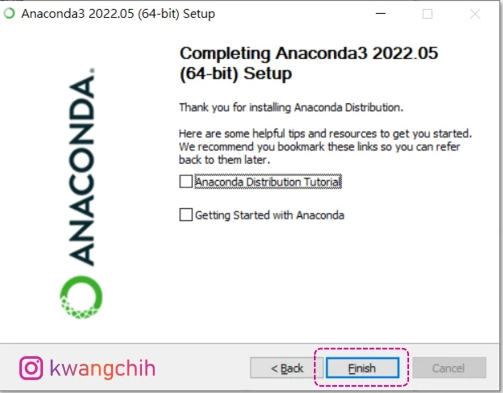 Anaconda3 2022.05 (64-bit) Setup
Completing Anaconda3 2022.05
(64-bit) Setup
Thank you for installing Anaconda Distribution.
Here are some helpful tips and resources to get you started.
We recommend you bookmark these links so you can refer
back to them later.
Anaconda Distribution Tutorial
Getting Started with Anaconda
ANACONDA.
kwangchih
< Back
Finish
Cancel